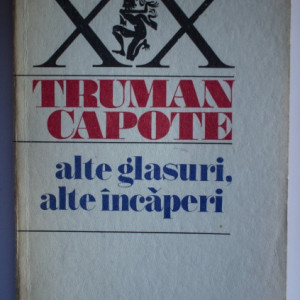 XX
TRUMAN
CAPOTE
alte glasuri,
alte încăperi